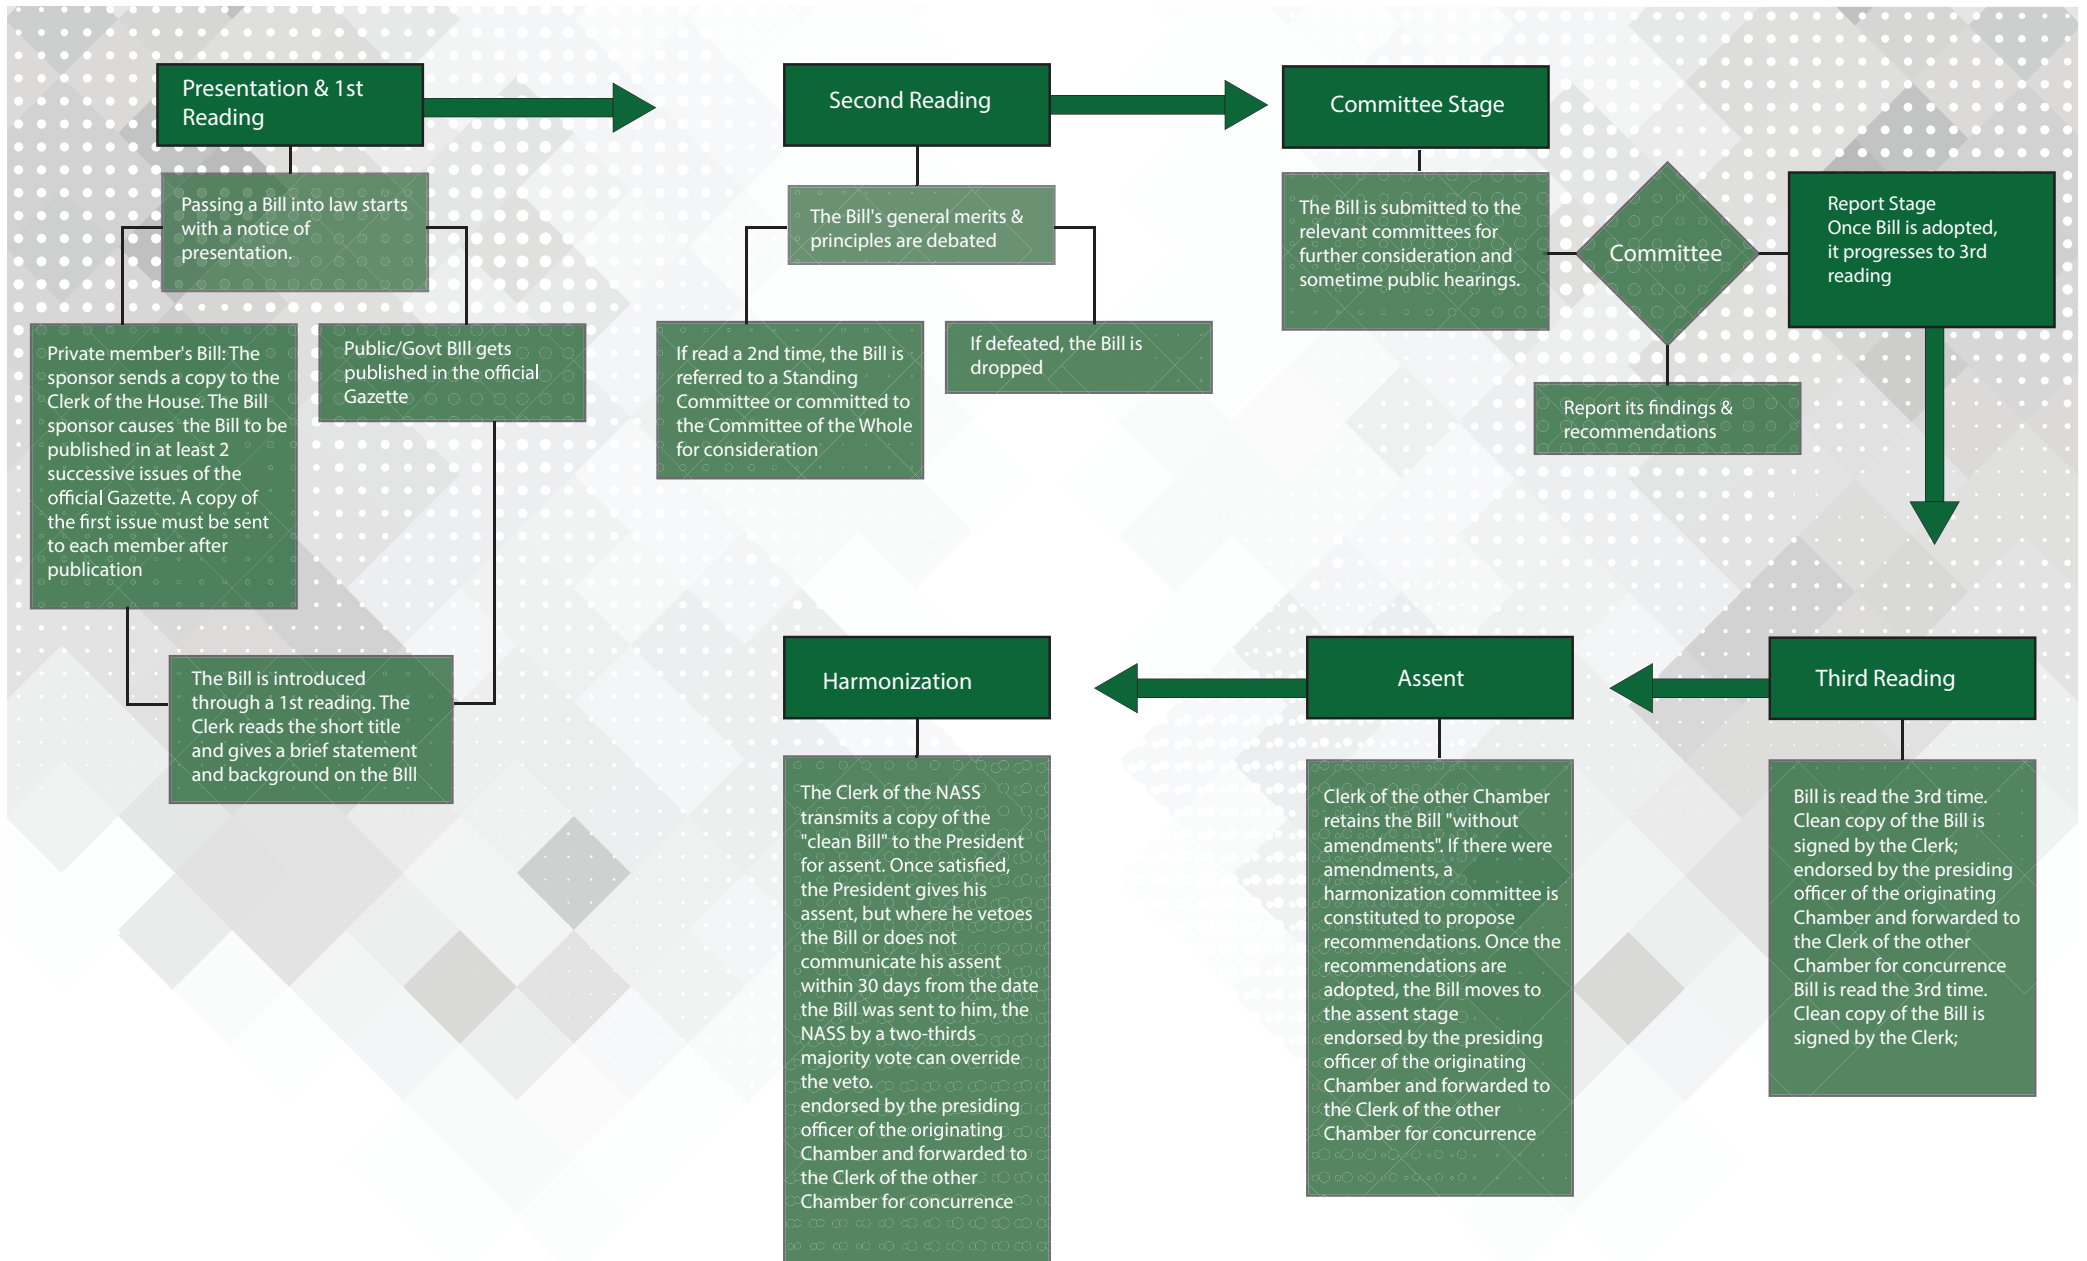 Presentation & 1st
Reading
Passing a Bill into law starts
with a notice of
presentation.
Private member's Bill: The
sponsor sends a copy to the
Clerk of the House. The Bill
sponsor causes the Bill to be
published in at least 2
successive issues of the
official Gazette. A copy of
the first issue must be sent
to each member after
publication
Public/Govt BIll gets
published in the official
Gazette
The Bill is introduced
through a 1st reading. The
Clerk reads the short title
and gives a brief statement
and background on the BIll
Second Reading
The Bill's general merits &
principles are debated
If read a 2nd time, the Bill is
referred to a Standing
Committee or committed to
the Committee of the Whole
for consideration
If defeated, the Bill is
dropped
Committee Stage
The Bill is submitted to the
relevant committees for
further consideration and
sometime public hearings.
Committee
Report its findings &
recommendations
Report Stage
Once Bill is adopted,
it progresses to 3rd
reading
Third Reading
Bill is read the 3rd time.
Clean copy of the Bill is
signed by the Clerk;
endorsed by the presiding
officer of the originating
Chamber and forwarded to
the Clerk of the other
Chamber for concurrence
Bill is read the 3rd time.
Clean copy of the Bill is
signed by the Clerk;
Assent
Clerk of the other Chamber
retains the Bill "without
amendments". If there were
amendments, a
harmonization committee is
constituted to propose
recommendations. Once the
recommendations are
adopted, the Bill moves to
the assent stage
endorsed by the presiding
officer of the originating
Chamber and forwarded to
the Clerk of the other
Chamber for concurrence
Harmonization
The Clerk of the NASS
transmits a copy of the
"clean Bill" to the President
for assent. Once satisfied,
the President gives his
assent, but where he vetoes
the Bill or does not
communicate his assent
within 30 days from the date
the Bill was sent to him, the
NASS by a two-thirds
majority vote can override
the veto.
endorsed by the presiding
officer of the originating
Chamber and forwarded to
the Clerk of the other
Chamber for concurrence